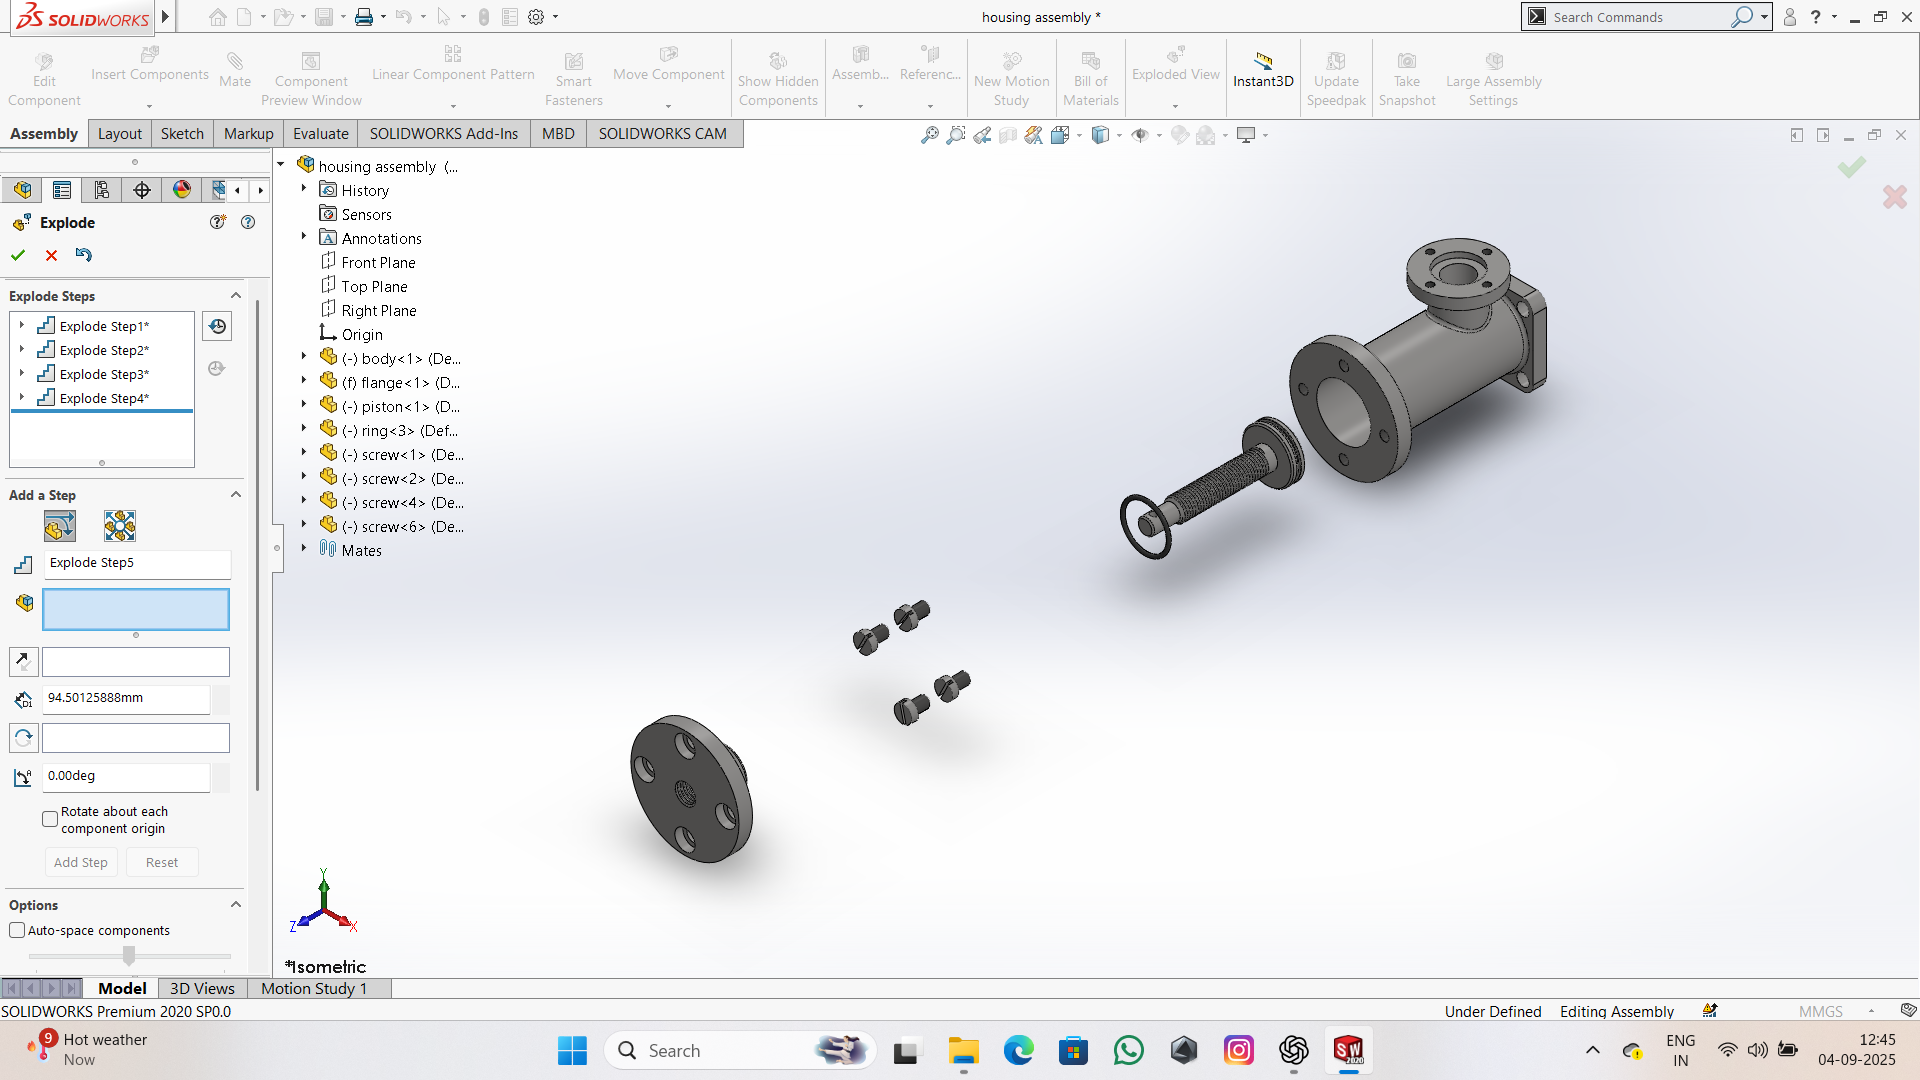 SOLIDWORKS
housing assembly *
Search Commands
Edit Component
Insert Components
Mate
Component Preview Window
Linear Component Pattern
Smart Fasteners
Move Component
Show Hidden Components
Assemb...
Referenc...
New Motion Study
Bill of Materials
Exploded View
Instant3D
Update Speedpak
Take Snapshot
Large Assembly Settings
Assembly
Layout
Sketch
Markup
Evaluate
SOLIDWORKS Add-Ins
MBD
SOLIDWORKS CAM
Explode
Explode Steps
Explode Step1*
Explode Step2*
Explode Step3*
Explode Step4*
Add a Step
Explode Step5
94.50125888mm
0.00deg
Rotate about each
component origin
Add Step
Reset
Options
Auto-space components
housing assembly (...
History
Sensors
Annotations
Front Plane
Top Plane
Right Plane
Origin
(-) body<1> (De...
(f) flange<1> (D...
(-) piston<1> (D...
(-) ring<3> (Def...
(-) screw<1> (De...
(-) screw<2> (De...
(-) screw<4> (De...
(-) screw<6> (De...
Mates
Y
Z
X
*Isometric
Model
3D Views
Motion Study 1
SOLIDWORKS Premium 2020 SP0.0
Under Defined
Editing Assembly
MMGS
9
Hot weather
Now
Search
SW
2020
ENG
IN
12:45
04-09-2025